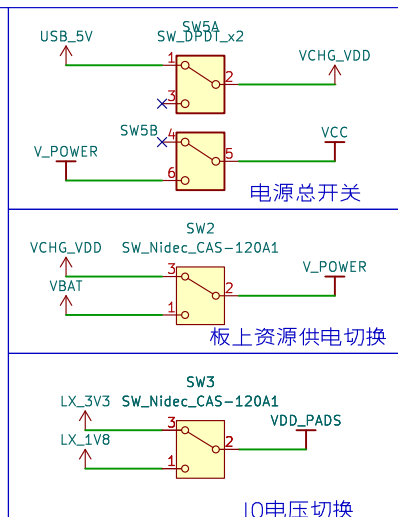 SW5A
USB_5V
SW_DPDT_x2
1
VCHG_VDD
2
3
SW5B
4
VCC
V_POWER
5
6
电源总开关
SW2
VCHG_VDD
SW_Nidec_CAS-120A1
3
V_POWER
VBAT
2
1
板上资源供电切换
SW3
LX_3V3
SW_Nidec_CAS-120A1
3
VDD_PADS
LX_1V8
2
1
IO电压切换